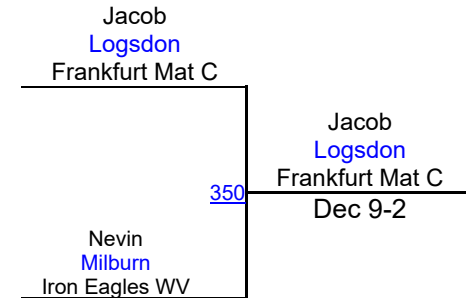 Jacob
Logsdon
Frankfurt Mat C
Jacob
Logsdon
Frankfurt Mat C
350
Dec 9-2
Nevin
Milburn
Iron Eagles WV